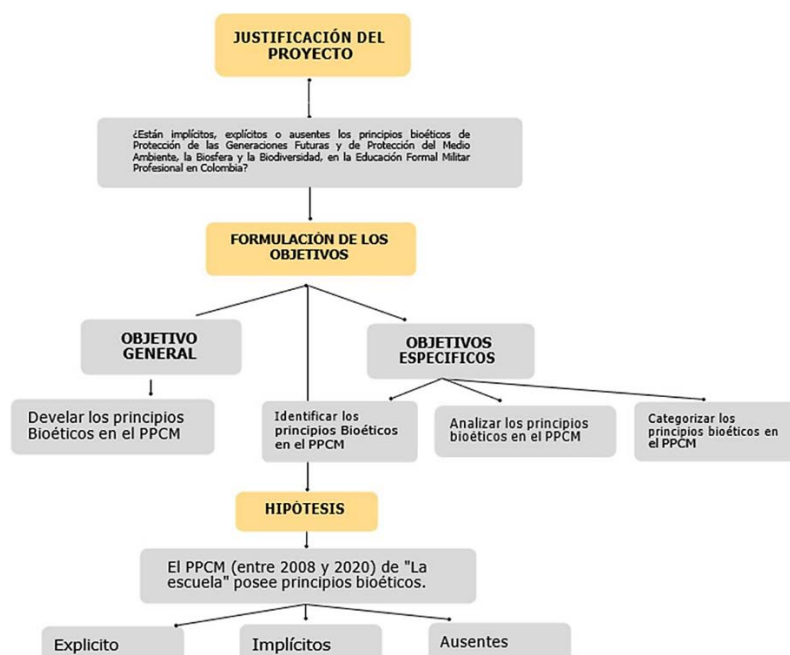 JUSTIFICACIÓN DEL
PROYECTO
¿Están implícitos, explícitos o ausentes los principios bioéticos de
Protección de las Generaciones Futuras y de Protección del Medio
Ambiente, la Biosfera y la Biodiversidad, en la Educación Formal Militar
Profesional en Colombia?
FORMULACIÓN DE LOS
OBJETIVOS
OBJETIVO
GENERAL
OBJETIVOS
ESPECIFICOS
Develar los principios
Bioéticos en el PPCM
Identificar los
principios Bioéticos
en el PPCM
Analizar los principios
bioéticos en el PPCM
Categorizar los
principios bioéticos en
el PPCM
HIPÓTESIS
El PPCM (entre 2008 y 2020) de "La
escuela" posee principios bioéticos.
Explicito
Implícitos
Ausentes